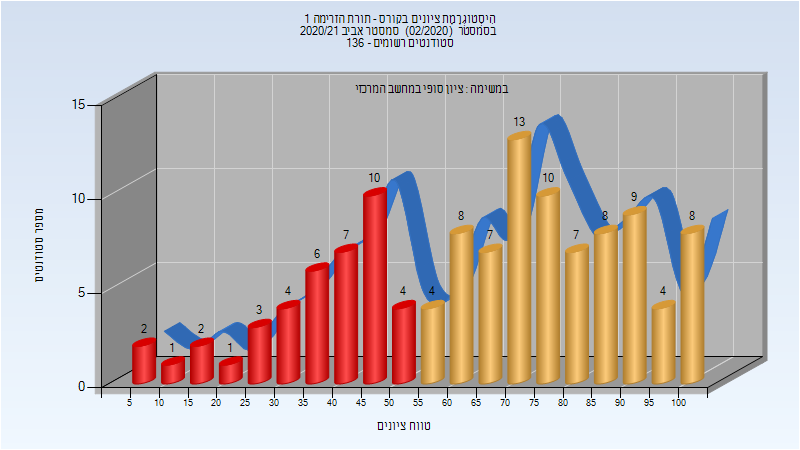 היסטוגרמת ציונים בקורס - תורת הזרימה 1
בסמסטר (02/2020) סמסטר אביב 2020/21
סטודנטים רשומים - 136
במשימה : ציון סופי במחשב המרכזי
מספר סטודנטים
15
10
5
0
2 1 2 1 3 4 6 7 10 4 4 8 7 13 10 7 8 9 4 8
5 10 15 20 25 30 35 40 45 50 55 60 65 70 75 80 85 90 95 100
טווח ציונים